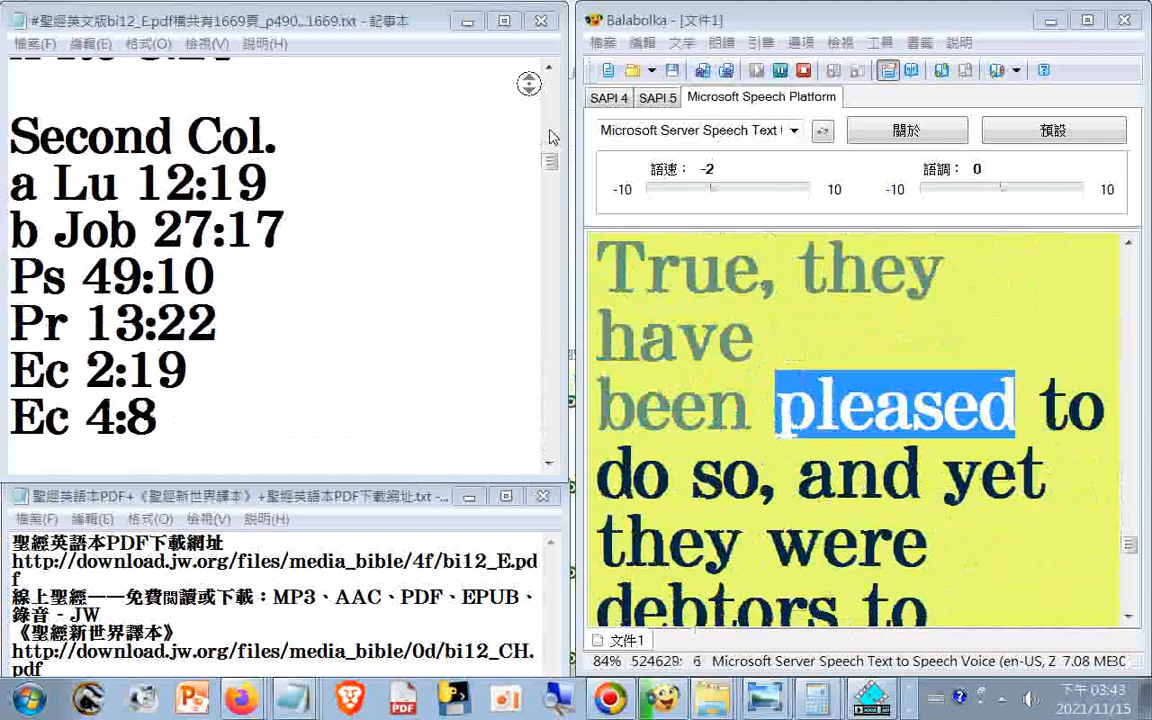 #聖經英文版bi12_E.pdf檔共有1669頁_p490,..1669.txt - 記事本
檔案(F) 編輯(E) 格式(O) 檢視(V) 說明(H)
Second Col.
a Lu 12:19
b Job 27:17
Ps 49:10
Pr 13:22
Ec 2:19
Ec 4:8
聖經英語本PDF+《聖經新世界譯本》+聖經英語本PDF下載網址.txt - ...
檔案(F) 編輯(E) 格式(O) 檢視(V) 說明(H)
聖經英語本PDF下載網址
http://download.jw.org/files/media_bible/4f/bi12_E.pd
f
線上聖經——免費閱讀或下載：MP3、AAC、PDF、EPUB、
錄音 - JW
《聖經新世界譯本》
http://download.jw.org/files/media_bible/0d/bi12_CH.
pdf
Balabolka - [文件1]
檔案 編輯 文字 朗讀 引擎 選項 檢視 工具 書籤 說明
SAPI 4 SAPI 5 Microsoft Speech Platform
Microsoft Server Speech Text 關於 預設
語速： -2 語調： 0
-10 10 -10 10
True, they
have
been pleased to
do so, and yet
they were
debtors to
文件1
84% 524629: 6 Microsoft Server Speech Text to Speech Voice (en-US, Z 7.08 MB
PDF
下午 03:43
2021/11/15